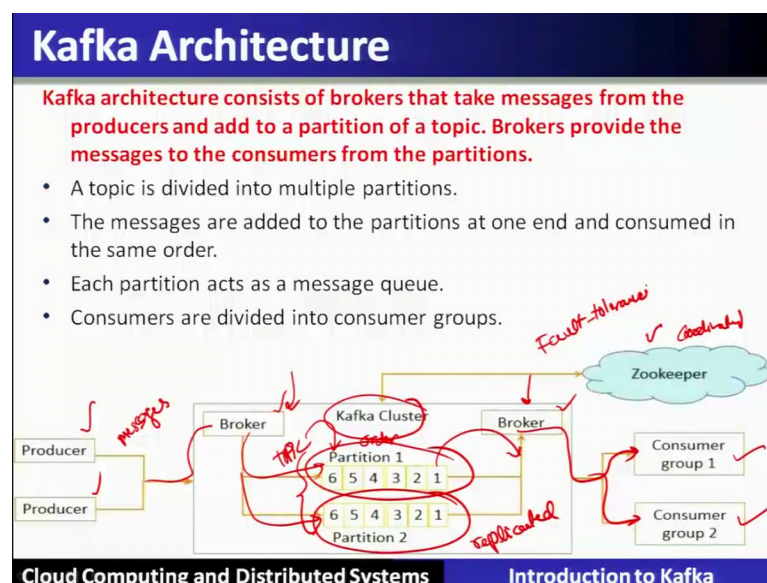 Kafka Architecture
Kafka architecture consists of brokers that take messages from the
producers and add to a partition of a topic. Brokers provide the
messages to the consumers from the partitions.
• A topic is divided into multiple partitions.
• The messages are added to the partitions at one end and consumed in
the same order.
• Each partition acts as a message queue.
• Consumers are divided into consumer groups.
Fault-tolerance
Coordinated
Zookeeper
messages
Broker
Kafka Cluster
Broker
Producer
topic
order
Partition 1
6 5 4 3 2 1
Consumer
group 1
Producer
6 5 4 3 2 1
Partition 2
replicated
Consumer
group 2
Cloud Computing and Distributed Systems
Introduction to Kafka